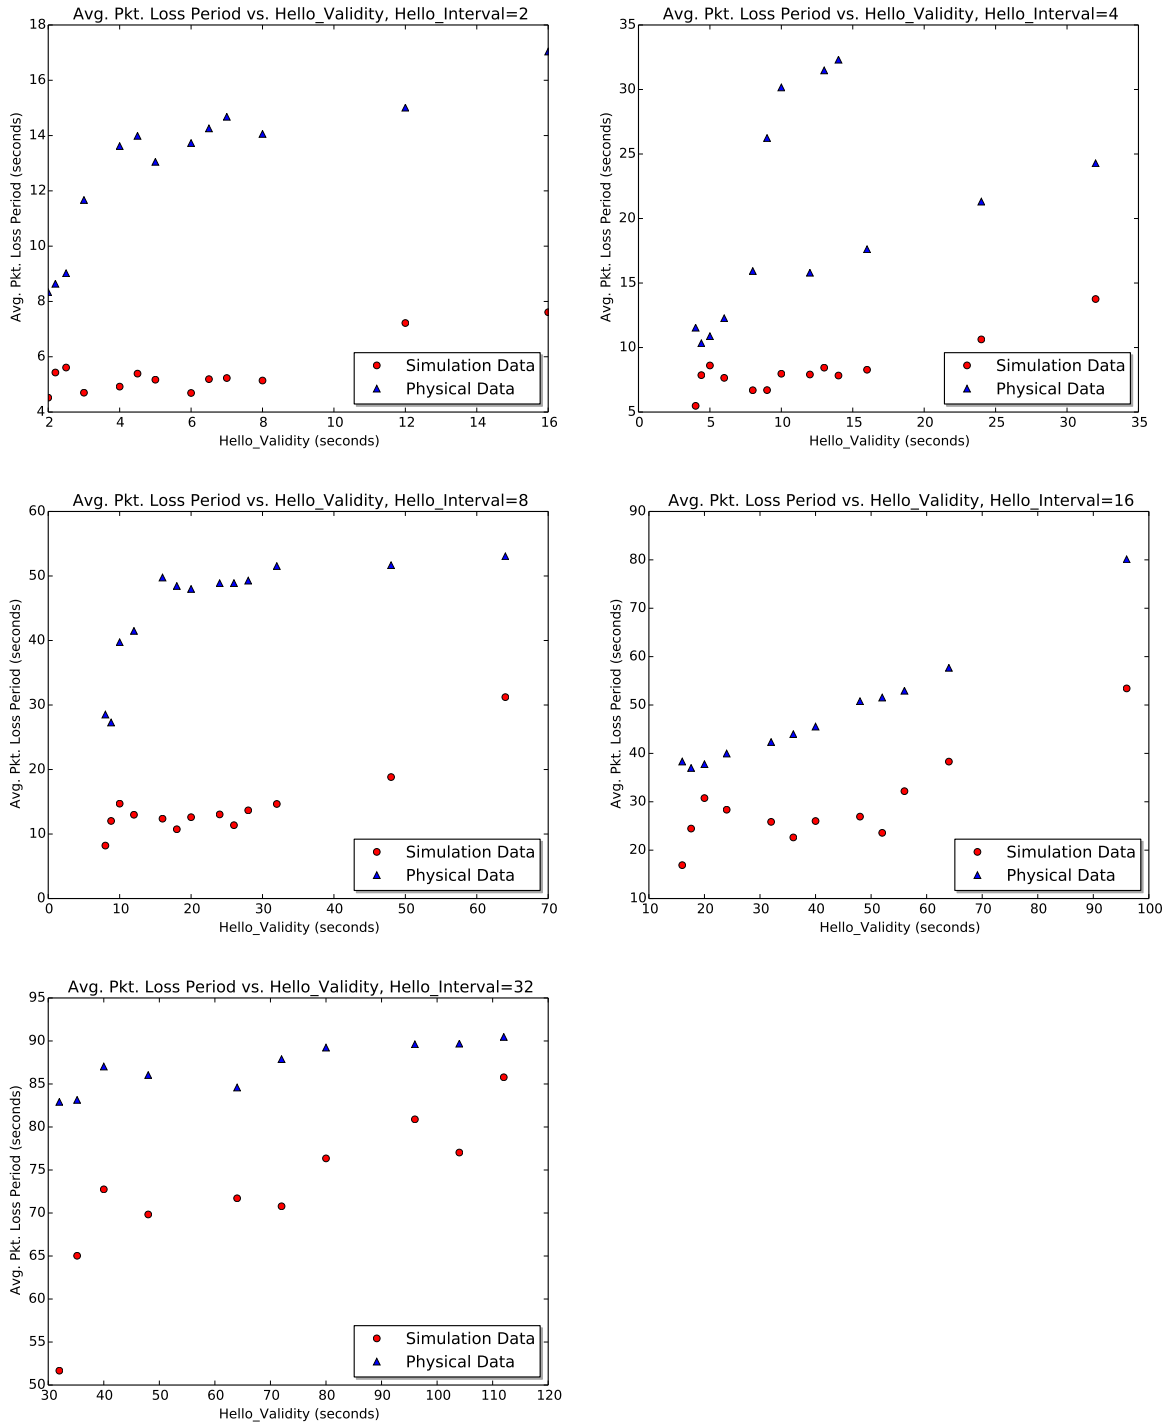 Avg. Pkt. Loss Period vs. Hello_Validity, Hello_Interval=2
18
16
14
12
10
8
6
4
Avg. Pkt. Loss Period (seconds)
Simulation Data
Physical Data
2 4 6 8 10 12 14 16
Hello_Validity (seconds)
Avg. Pkt. Loss Period vs. Hello_Validity, Hello_Interval=4
35
30
25
20
15
10
5
Avg. Pkt. Loss Period (seconds)
Simulation Data
Physical Data
0 5 10 15 20 25 30 35
Hello_Validity (seconds)
Avg. Pkt. Loss Period vs. Hello_Validity, Hello_Interval=8
60
50
40
30
20
10
0
Avg. Pkt. Loss Period (seconds)
Simulation Data
Physical Data
0 10 20 30 40 50 60 70
Hello_Validity (seconds)
Avg. Pkt. Loss Period vs. Hello_Validity, Hello_Interval=16
90
80
70
60
50
40
30
20
10
Avg. Pkt. Loss Period (seconds)
Simulation Data
Physical Data
10 20 30 40 50 60 70 80 90 100
Hello_Validity (seconds)
Avg. Pkt. Loss Period vs. Hello_Validity, Hello_Interval=32
95
90
85
80
75
70
65
60
55
50
Avg. Pkt. Loss Period (seconds)
Simulation Data
Physical Data
30 40 50 60 70 80 90 100 110 120
Hello_Validity (seconds)